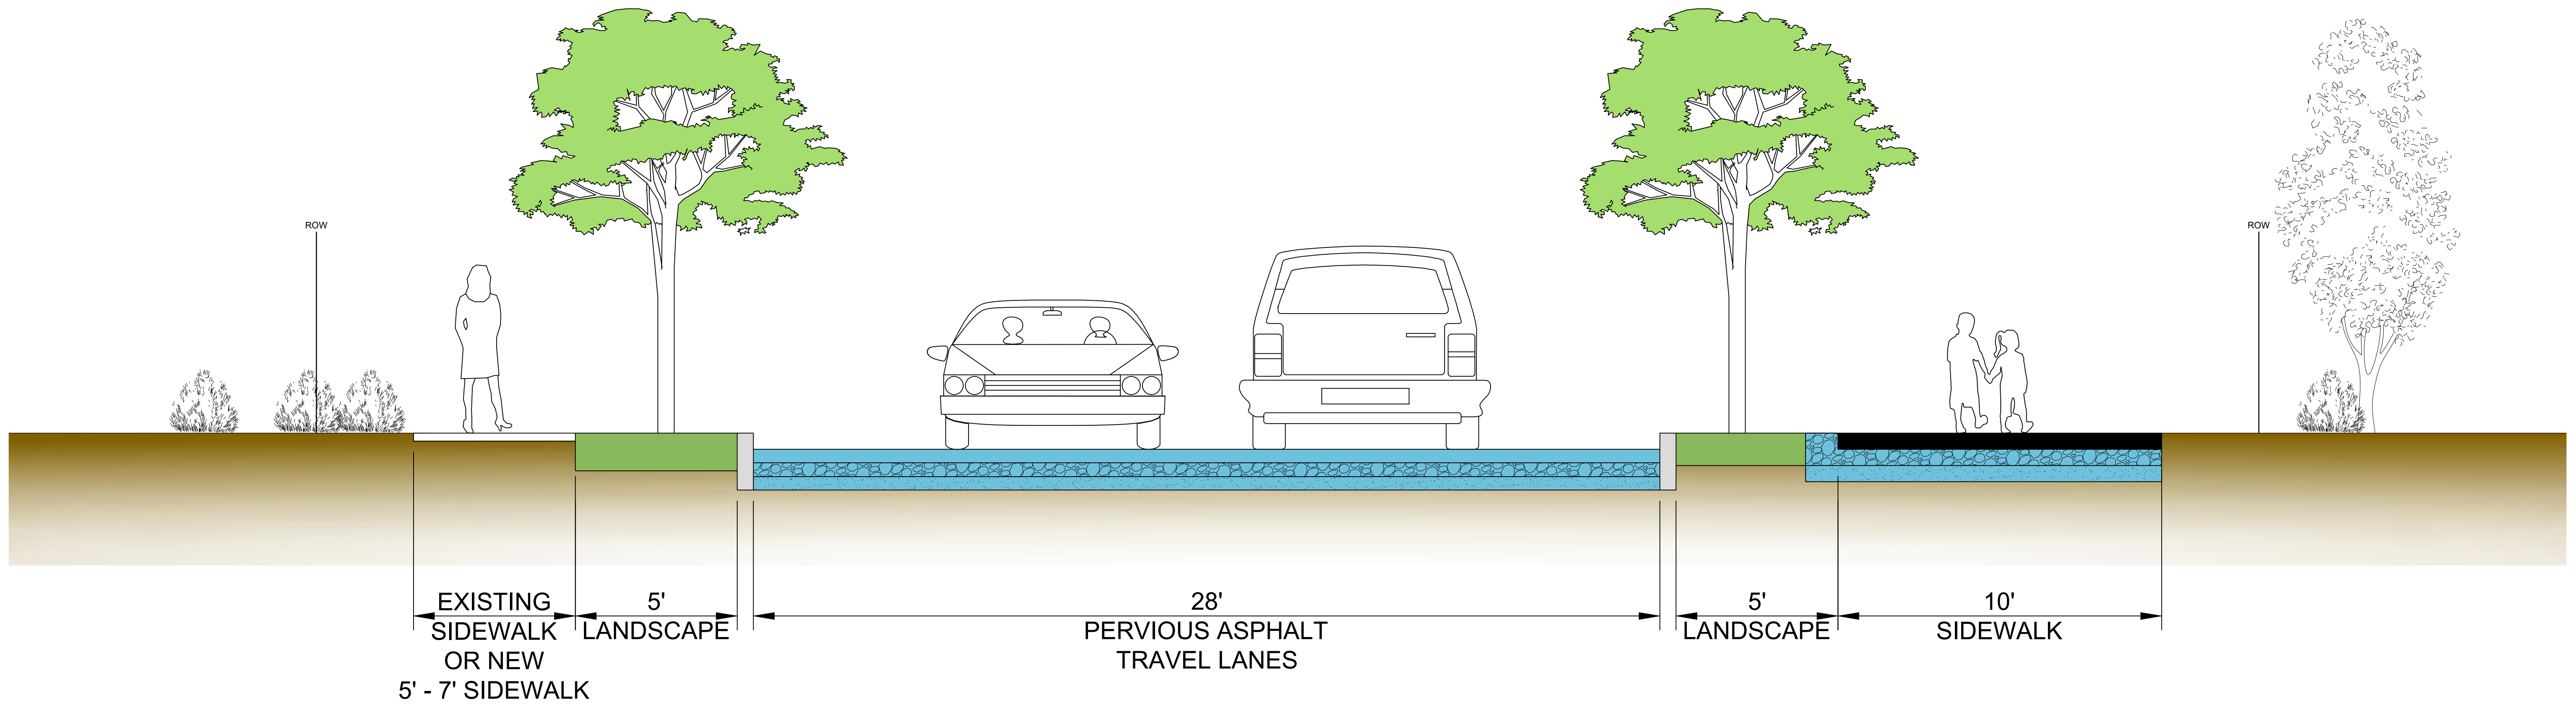 ROW
ROW
EXISTING
SIDEWALK
OR NEW
5' - 7' SIDEWALK
5'
LANDSCAPE
28'
PERVIOUS ASPHALT
TRAVEL LANES
5'
LANDSCAPE
10'
SIDEWALK